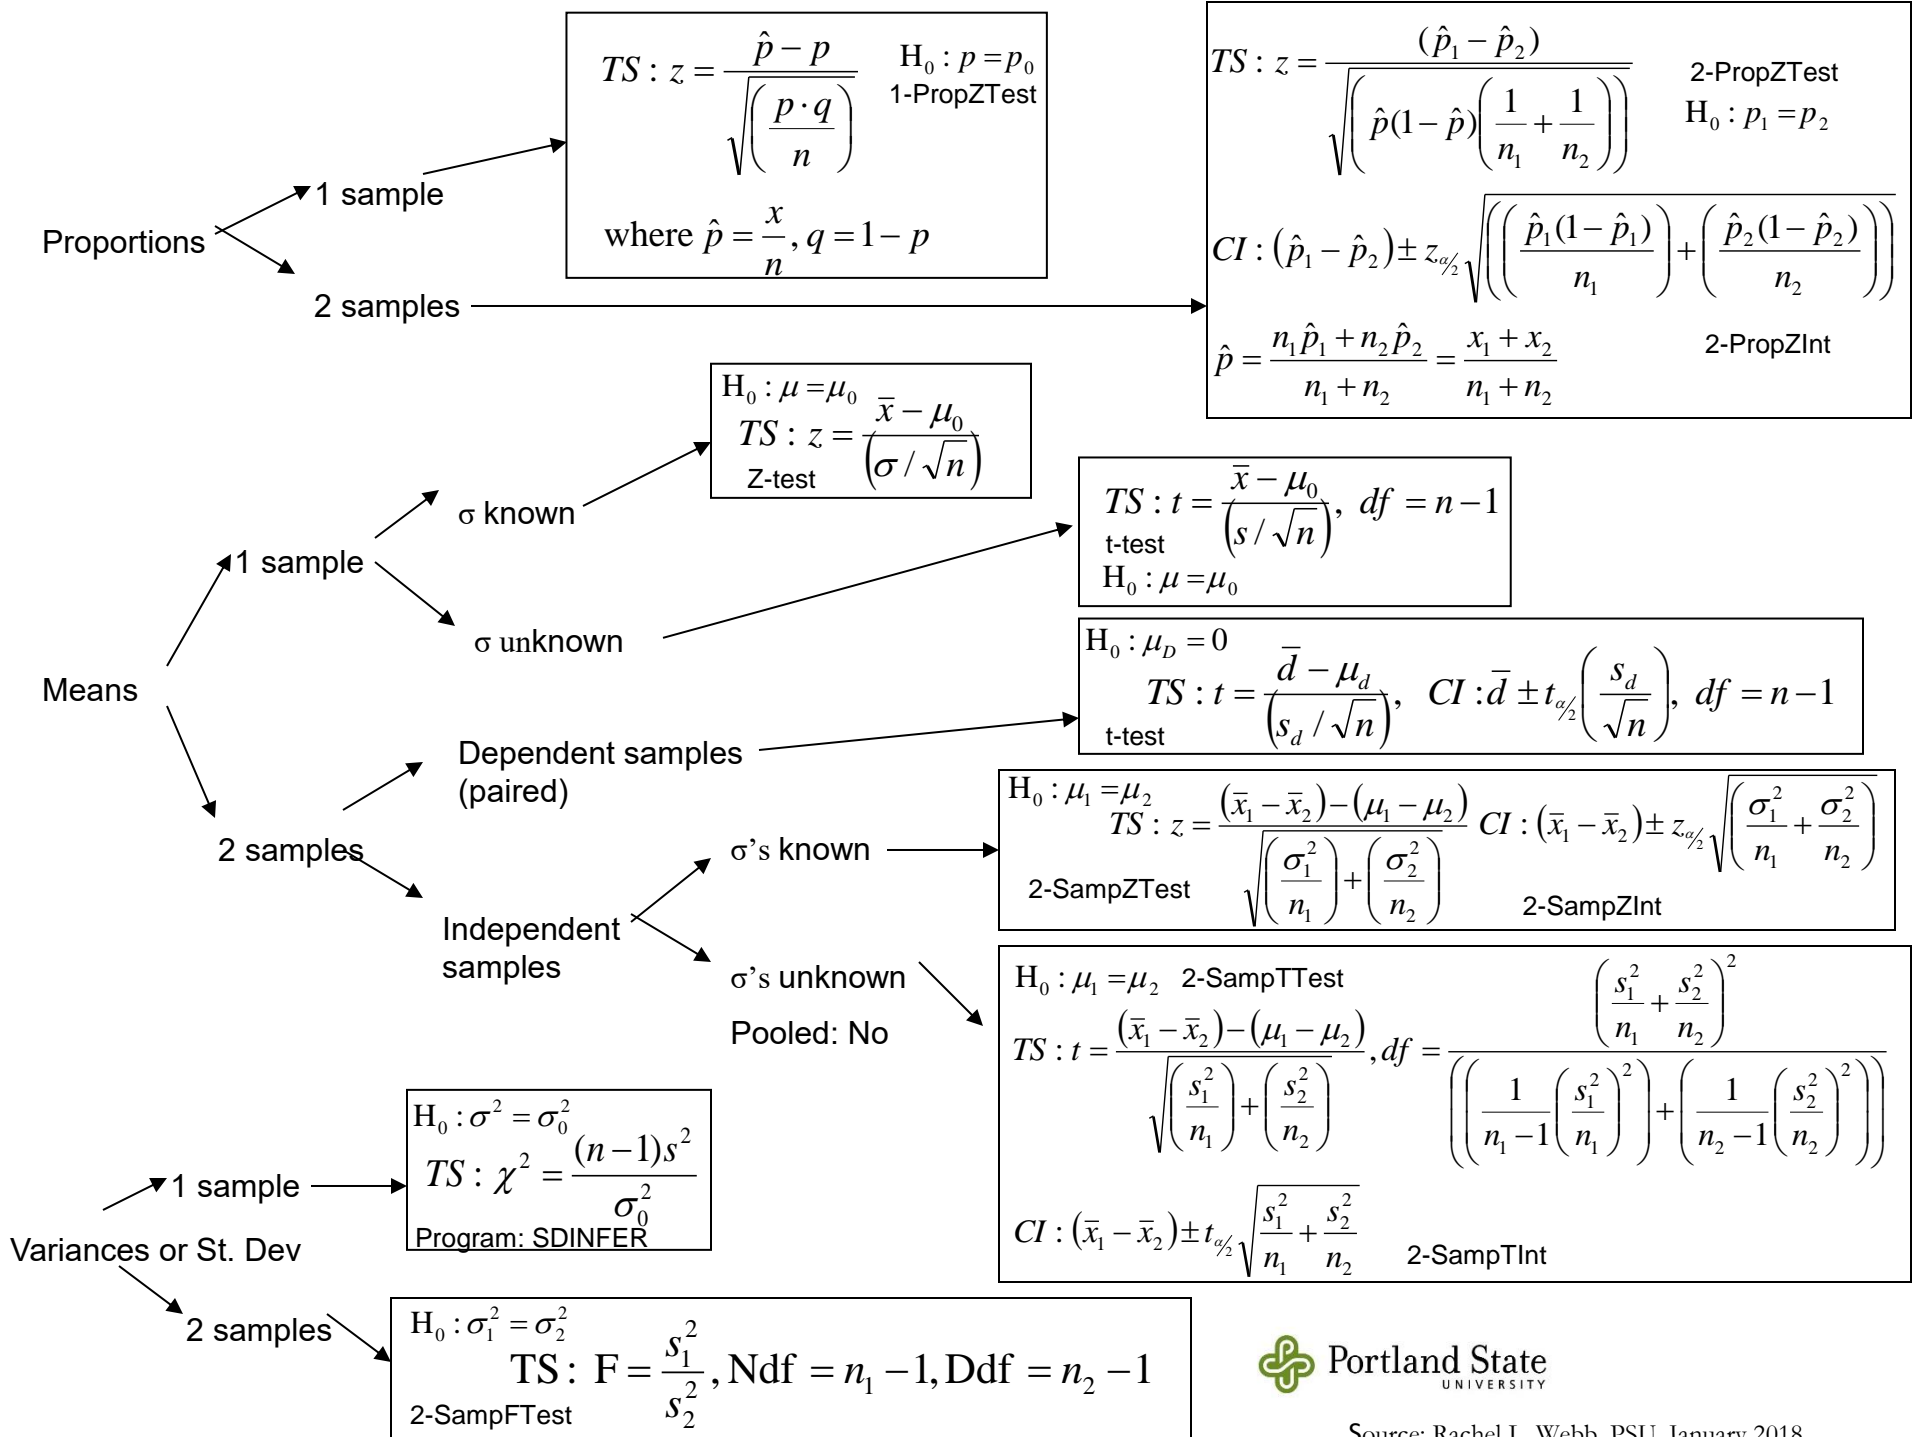 Proportions
1 sample
2 samples
TS : z = (p̂ − p) / √((p · q) / n)
H₀ : p = p₀
1-PropZTest
where p̂ = x/n, q = 1 − p
TS : z = (p̂₁ − p̂₂) / √(p̂(1 − p̂)(1/n₁ + 1/n₂))
2-PropZTest
H₀ : p₁ = p₂
CI : (p̂₁ − p̂₂) ± z_{α/2} √(((p̂₁(1 − p̂₁)/n₁) + (p̂₂(1 − p̂₂)/n₂)))
p̂ = (n₁p̂₁ + n₂p̂₂)/(n₁ + n₂) = (x₁ + x₂)/(n₁ + n₂)
2-PropZInt
Means
1 sample
σ known
H₀ : μ = μ₀
TS : z = (x̄ − μ₀) / (σ / √n)
Z-test
σ unknown
TS : t = (x̄ − μ₀) / (s / √n), df = n − 1
t-test
H₀ : μ = μ₀
2 samples
Dependent samples
(paired)
H₀ : μ_D = 0
TS : t = (d̄ − μ_d) / (s_d / √n), CI : d̄ ± t_{α/2} (s_d / √n), df = n − 1
t-test
Independent
samples
σ's known
H₀ : μ₁ = μ₂
TS : z = ((x̄₁ − x̄₂) − (μ₁ − μ₂)) / √((σ₁²/n₁) + (σ₂²/n₂)) CI : (x̄₁ − x̄₂) ± z_{α/2} √(σ₁²/n₁ + σ₂²/n₂)
2-SampZTest
2-SampZInt
σ's unknown
Pooled: No
H₀ : μ₁ = μ₂ 2-SampTTest
TS : t = ((x̄₁ − x̄₂) − (μ₁ − μ₂)) / √((s₁²/n₁) + (s₂²/n₂)), df = (s₁²/n₁ + s₂²/n₂)² / ((1/(n₁ − 1) (s₁²/n₁)²) + (1/(n₂ − 1) (s₂²/n₂)²))
CI : (x̄₁ − x̄₂) ± t_{α/2} √(s₁²/n₁ + s₂²/n₂)
2-SampTInt
Variances or St. Dev
1 sample
H₀ : σ² = σ₀²
TS : χ² = (n − 1)s² / σ₀²
Program: SDINFER
2 samples
H₀ : σ₁² = σ₂²
TS : F = s₁²/s₂², Ndf = n₁ − 1, Ddf = n₂ − 1
2-SampFTest
Portland State
UNIVERSITY
Source: Rachel L. Webb, PSU, January 2018